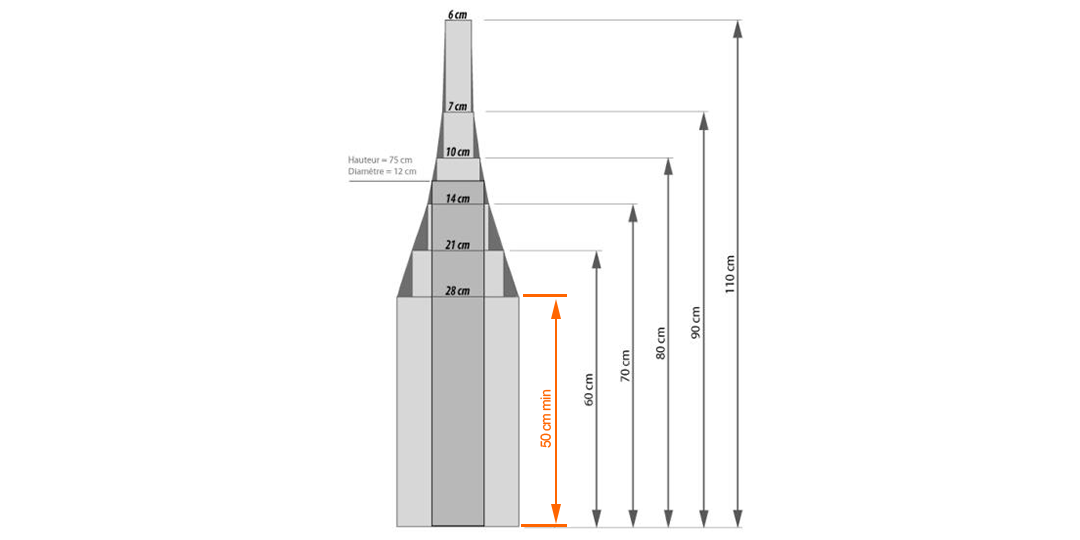 6 cm
7 cm
10 cm
Hauteur = 75 cm
Diamètre = 12 cm
14 cm
21 cm
28 cm
50 cm min
60 cm
70 cm
80 cm
90 cm
110 cm